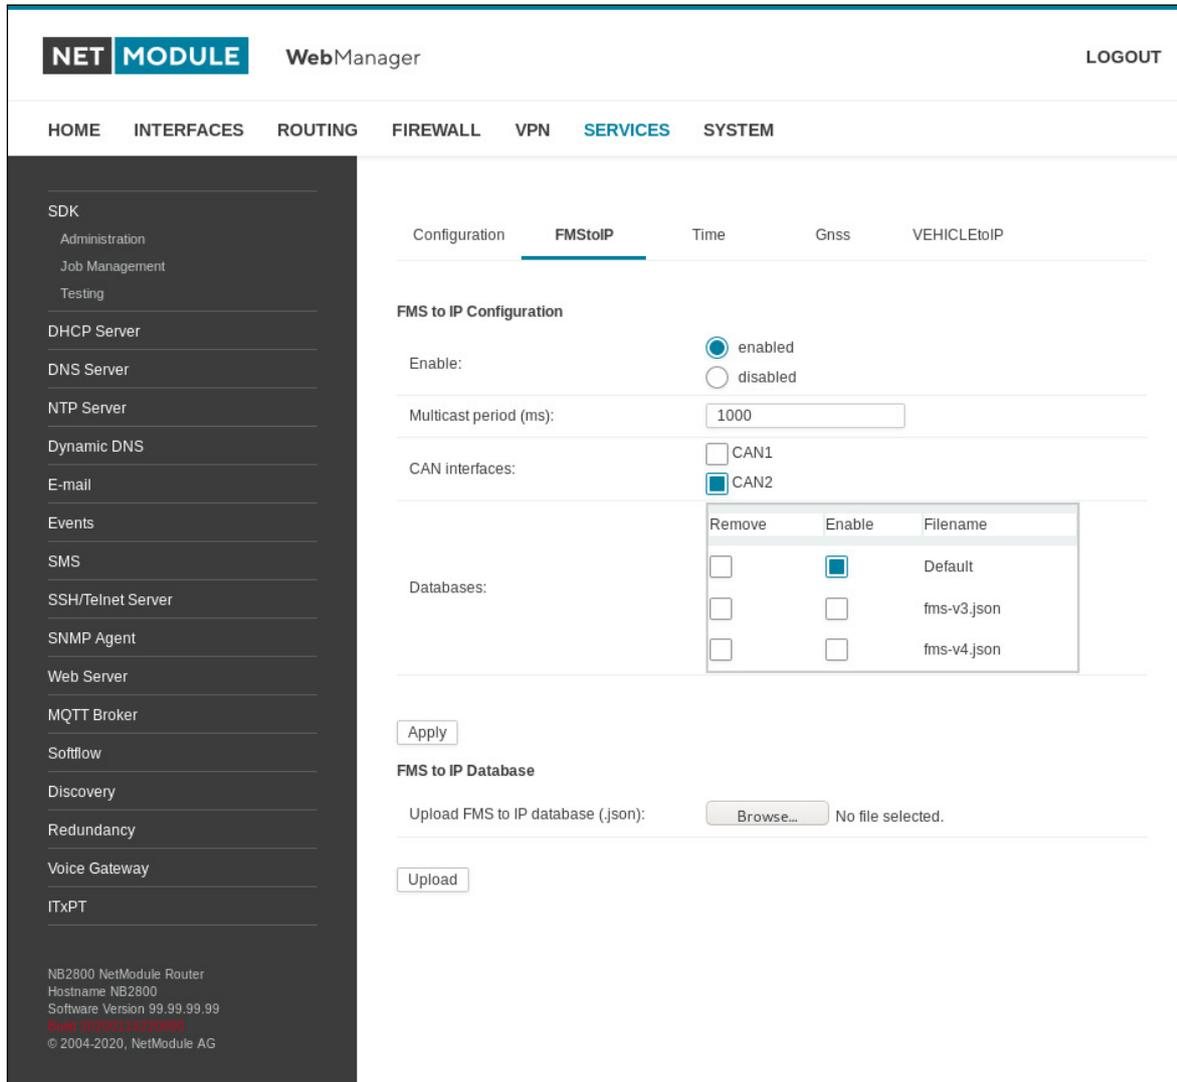 NET MODULE WebManager LOGOUT
HOME INTERFACES ROUTING FIREWALL VPN SERVICES SYSTEM
SDK
Administration
Job Management
Testing
DHCP Server
DNS Server
NTP Server
Dynamic DNS
E-mail
Events
SMS
SSH/Telnet Server
SNMP Agent
Web Server
MQTT Broker
Softflow
Discovery
Redundancy
Voice Gateway
ITxPT
NB2800 NetModule Router
Hostname NB2800
Software Version 99.99.99.99
Build
© 2004-2020, NetModule AG
Configuration FMStoIP Time Gnss VEHICLEtoIP
FMS to IP Configuration
Enable: enabled
disabled
Multicast period (ms): 1000
CAN interfaces: CAN1
CAN2
Databases:
Remove Enable Filename
Default
fms-v3.json
fms-v4.json
Apply
FMS to IP Database
Upload FMS to IP database (.json): Browse... No file selected.
Upload